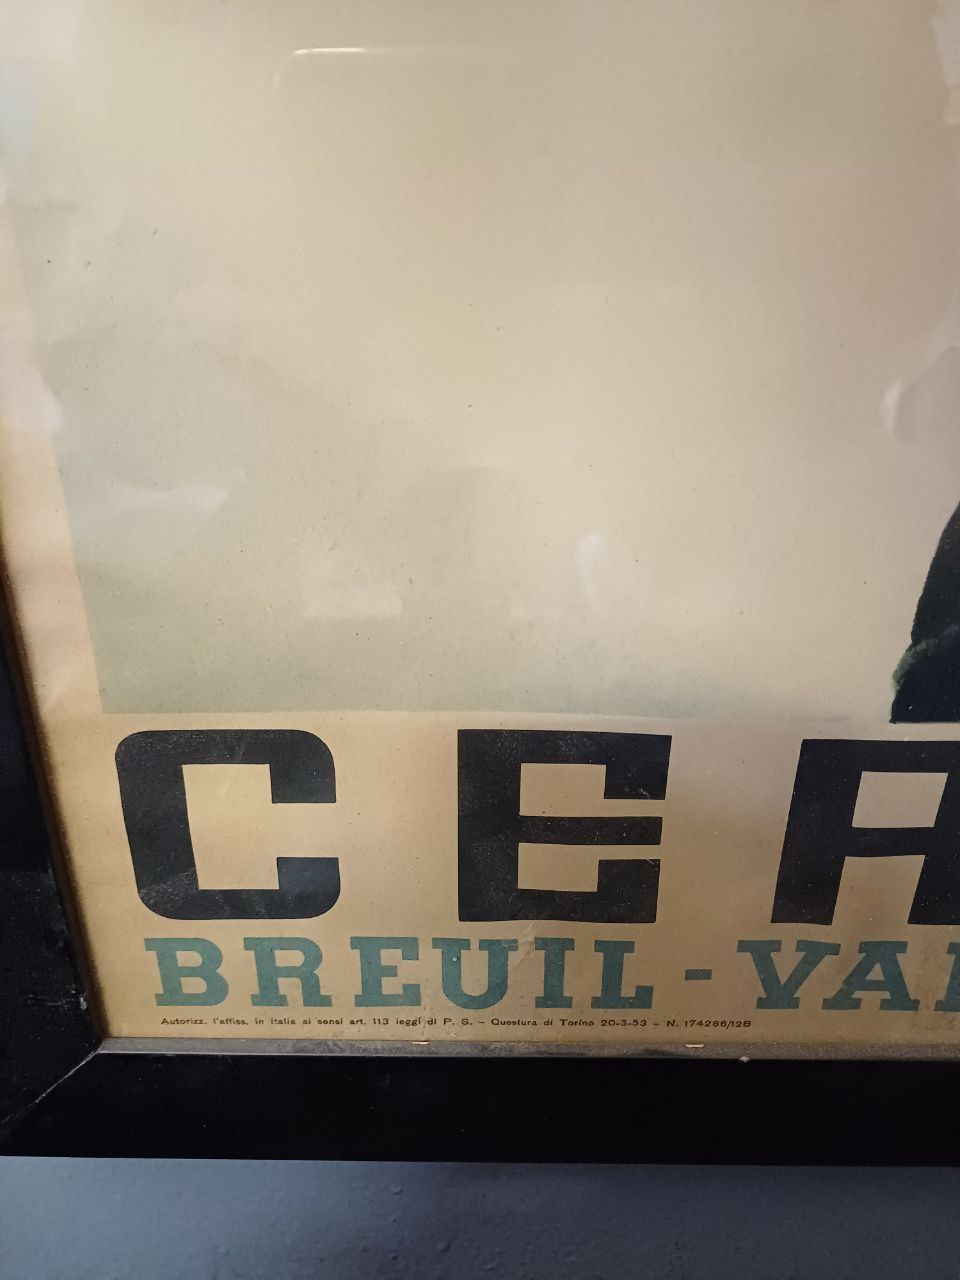 CEA
BREUIL - VAL
Autorizz. l'affiss. in Italia ai sensi art. 113 leggi di P. S. – Questura di Torino 20-3-53 – N. 174286/12B